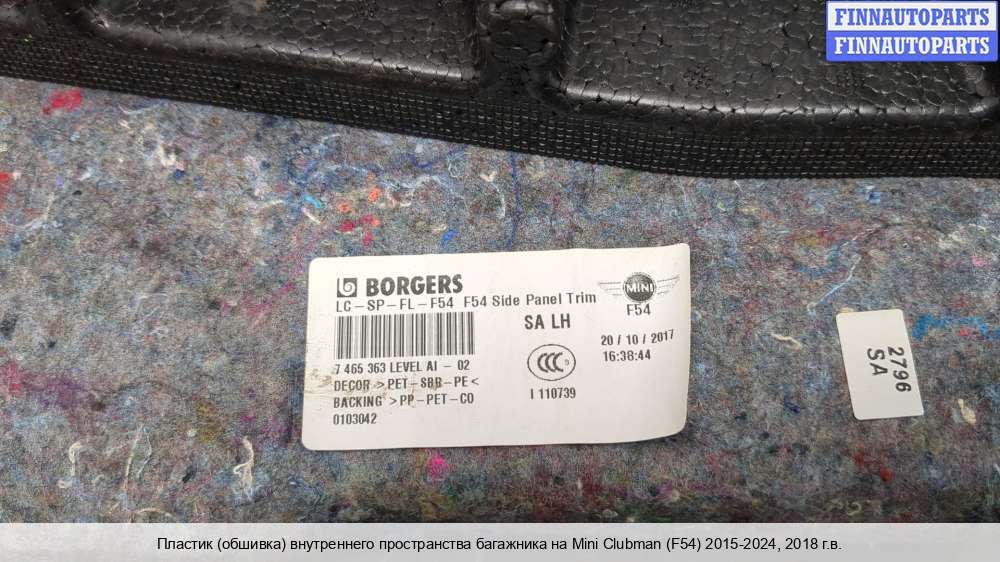 FINNAUTOPARTS
FINNAUTOPARTS
BORGERS
LC-SP-FL-F54 F54 Side Panel Trim
MINI
F54
SA LH
20/10/2017
16:38:44
7 465 363 LEVEL AI - 02
DECOR >PET-SBR-PE<
BACKING >PP-PET-CO
0103042
CCC S
I 110739
2796
SA
Пластик (обшивка) внутреннего пространства багажника на Mini Clubman (F54) 2015-2024, 2018 г.в.